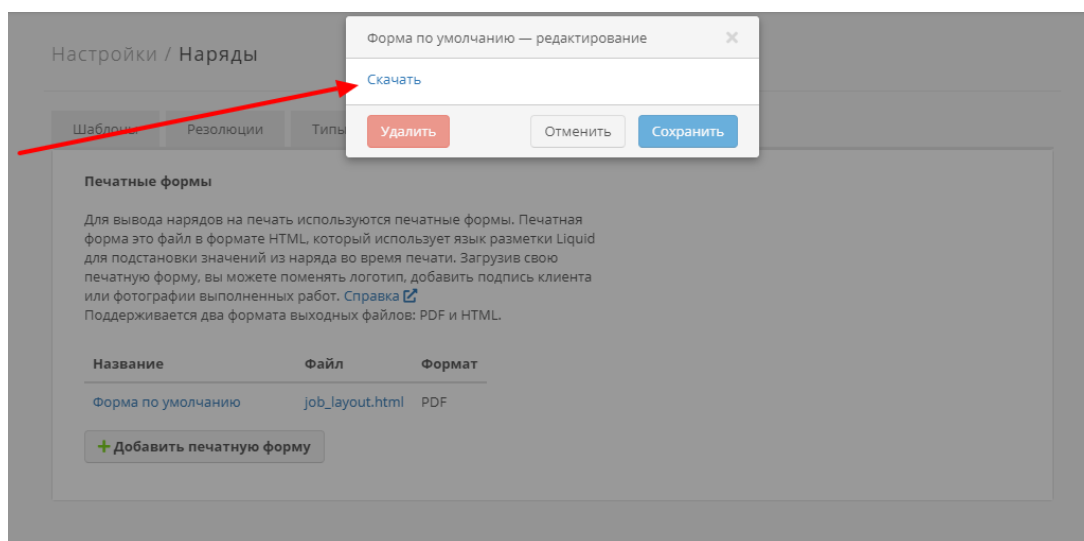 Форма по умолчанию — редактирование ×
Настройки / Наряды
Скачать
Шаблоны Резолюции Типы
Удалить Отменить Сохранить
Печатные формы
Для вывода нарядов на печать используются печатные формы. Печатная
форма это файл в формате HTML, который использует язык разметки Liquid
для подстановки значений из наряда во время печати. Загрузив свою
печатную форму, вы можете поменять логотип, добавить подпись клиента
или фотографии выполненных работ. Справка
Поддерживается два формата выходных файлов: PDF и HTML.
Название Файл Формат
Форма по умолчанию job_layout.html PDF
+ Добавить печатную форму